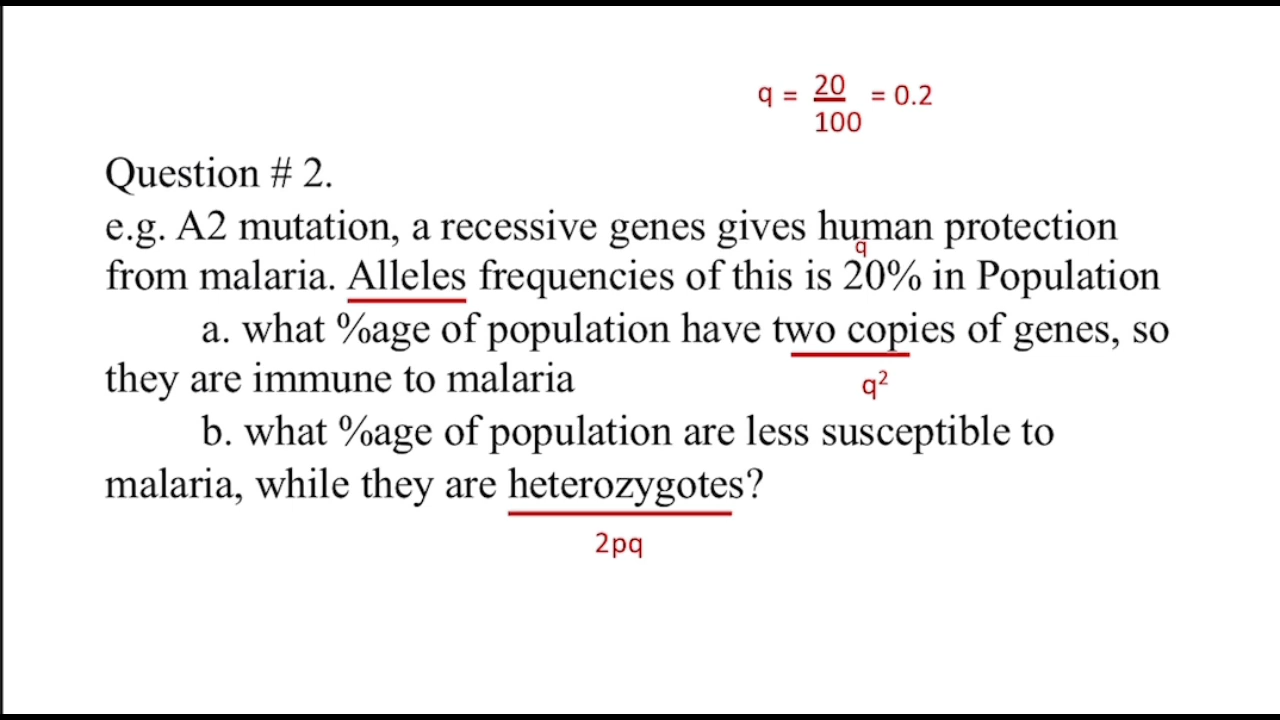 q = 20/100 = 0.2
Question # 2.
e.g. A2 mutation, a recessive genes gives human protection
q
from malaria. Alleles frequencies of this is 20% in Population
a. what %age of population have two copies of genes, so
they are immune to malaria
q²
b. what %age of population are less susceptible to
malaria, while they are heterozygotes?
2pq